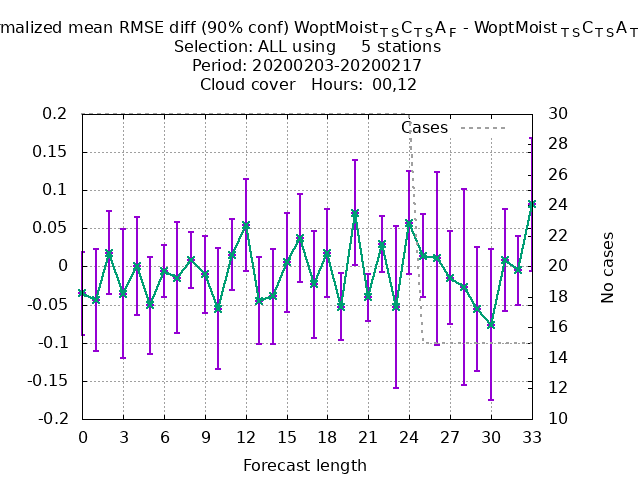 rmalized mean RMSE diff (90% conf) WoptMoist_TSC_TSA_F - WoptMoist_TSC_TSA_T
Selection: ALL using 5 stations
Period: 20200203-20200217
Cloud cover Hours: 00,12
Cases
0.2
0.15
0.1
0.05
0
-0.05
-0.1
-0.15
-0.2
30
28
26
24
22
20
18
16
14
12
10
No cases
0 3 6 9 12 15 18 21 24 27 30 33
Forecast length